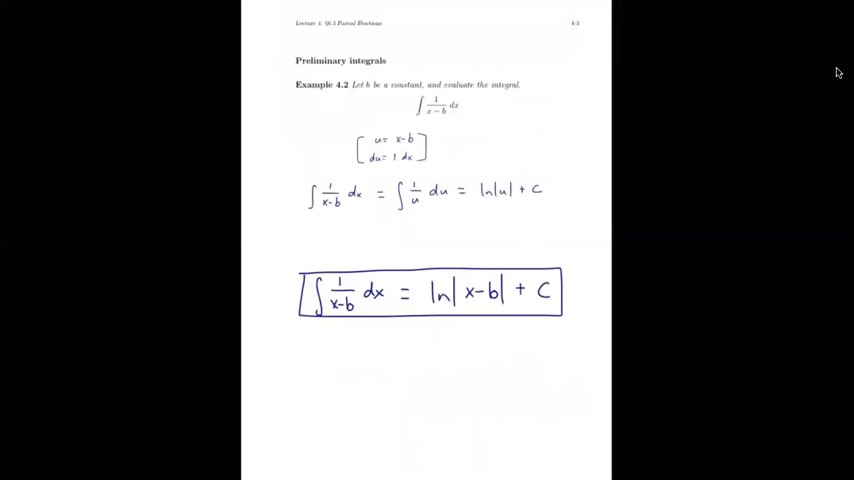 Lecture 4: §6.3 Partial Fractions 4-3
Preliminary integrals
Example 4.2 Let b be a constant, and evaluate the integral.
∫ 1/(x − b) dx
u = x-b
du = 1 dx
∫ 1/(x-b) dx = ∫ 1/u du = ln|u| + C
∫ 1/(x-b) dx = ln| x-b| + C